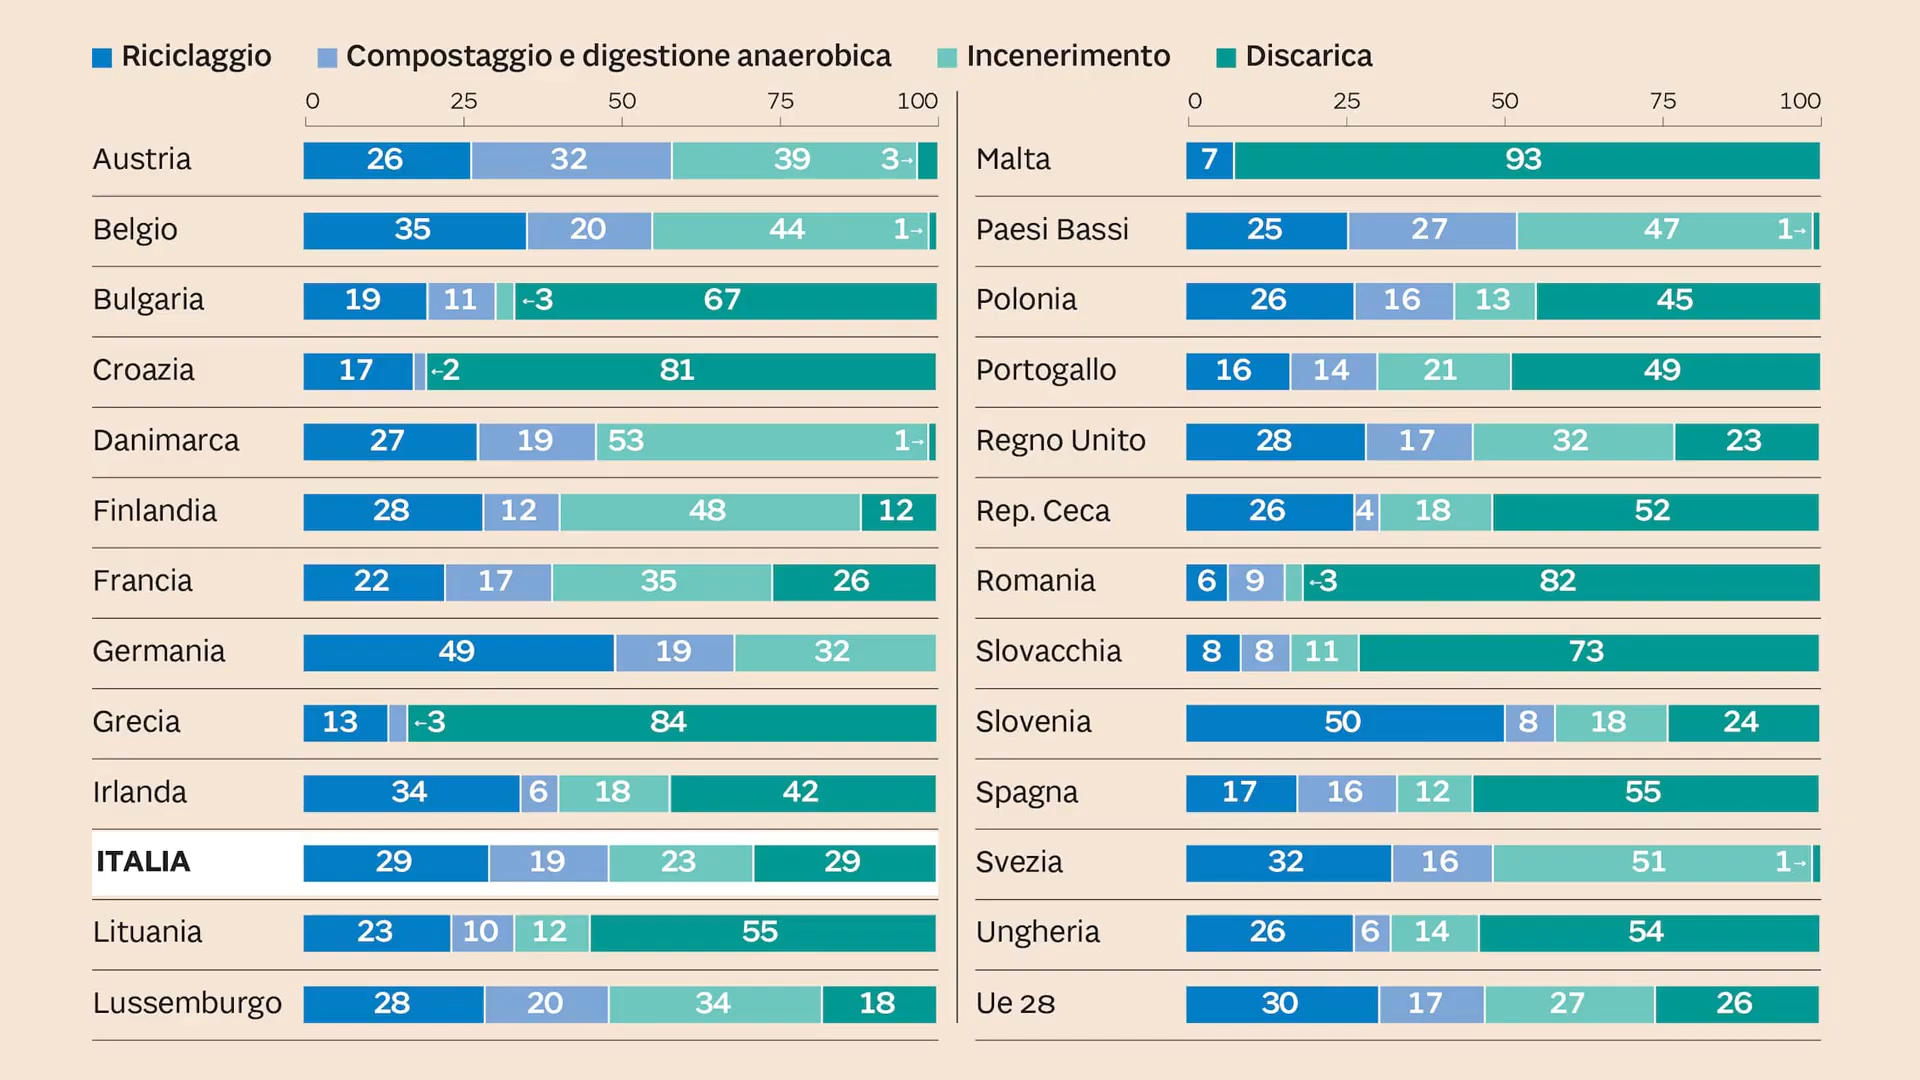 Riciclaggio Compostaggio e digestione anaerobica Incenerimento Discarica
0 25 50 75 100
Austria 26 32 39 3→
Belgio 35 20 44 1→
Bulgaria 19 11 ←3 67
Croazia 17 ←2 81
Danimarca 27 19 53 1→
Finlandia 28 12 48 12
Francia 22 17 35 26
Germania 49 19 32
Grecia 13 ←3 84
Irlanda 34 6 18 42
ITALIA 29 19 23 29
Lituania 23 10 12 55
Lussemburgo 28 20 34 18
0 25 50 75 100
Malta 7 93
Paesi Bassi 25 27 47 1→
Polonia 26 16 13 45
Portogallo 16 14 21 49
Regno Unito 28 17 32 23
Rep. Ceca 26 4 18 52
Romania 6 9 ←3 82
Slovacchia 8 8 11 73
Slovenia 50 8 18 24
Spagna 17 16 12 55
Svezia 32 16 51 1→
Ungheria 26 6 14 54
Ue 28 30 17 27 26